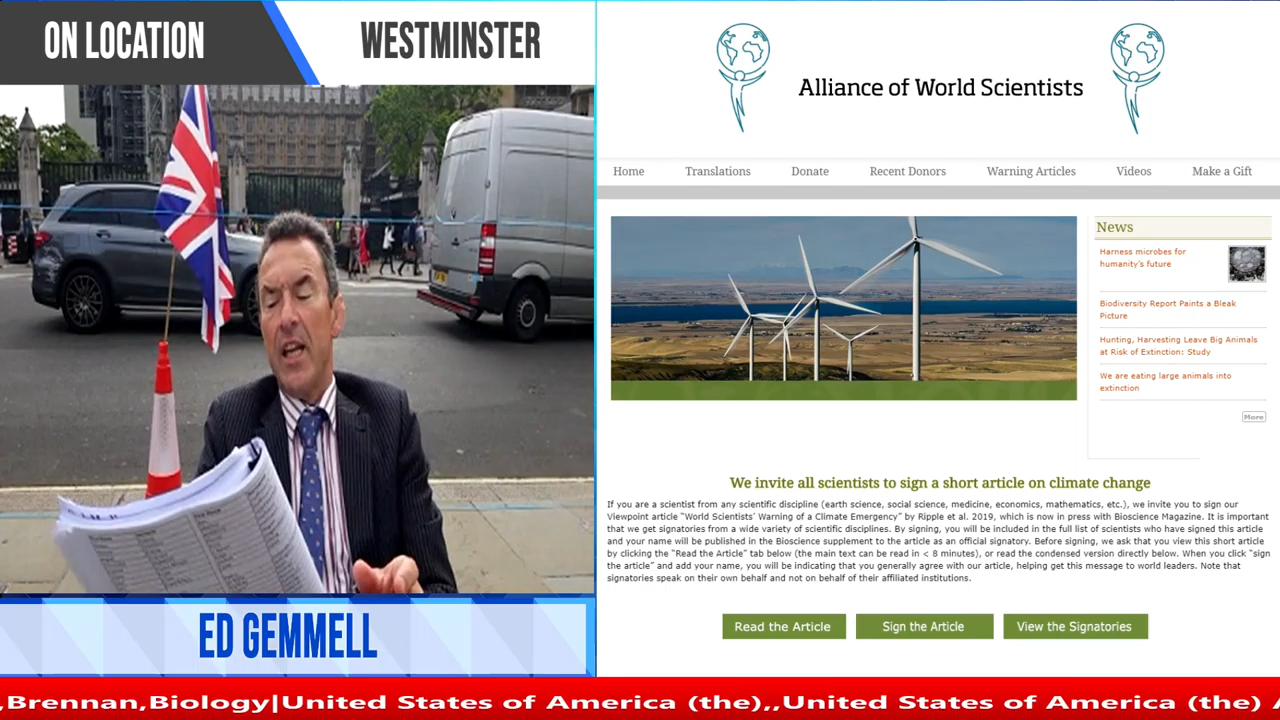 ON LOCATION
WESTMINSTER
ED GEMMELL
Alliance of World Scientists
Home
Translations
Donate
Recent Donors
Warning Articles
Videos
Make a Gift
News
Harness microbes for
humanity's future
Biodiversity Report Paints a Bleak
Picture
Hunting, Harvesting Leave Big Animals
at Risk of Extinction: Study
We are eating large animals into
extinction
More
We invite all scientists to sign a short article on climate change
If you are a scientist from any scientific discipline (earth science, social science, medicine, economics, mathematics, etc.), we invite you to sign our
Viewpoint article "World Scientists' Warning of a Climate Emergency" by Ripple et al. 2019, which is now in press with Bioscience Magazine. It is important
that we get signatories from a wide variety of scientific disciplines. By signing, you will be included in the full list of scientists who have signed this article
and your name will be published in the Bioscience supplement to the article as an official signatory. Before signing, we ask that you view this short article
by clicking the "Read the Article" tab below (the main text can be read in < 8 minutes), or read the condensed version directly below. When you click "sign
the article" and add your name, you will be indicating that you generally agree with our article, helping get this message to world leaders. Note that
signatories speak on their own behalf and not on behalf of their affiliated institutions.
Read the Article
Sign the Article
View the Signatories
,Brennan,Biology|United States of America (the),,United States of America (the)